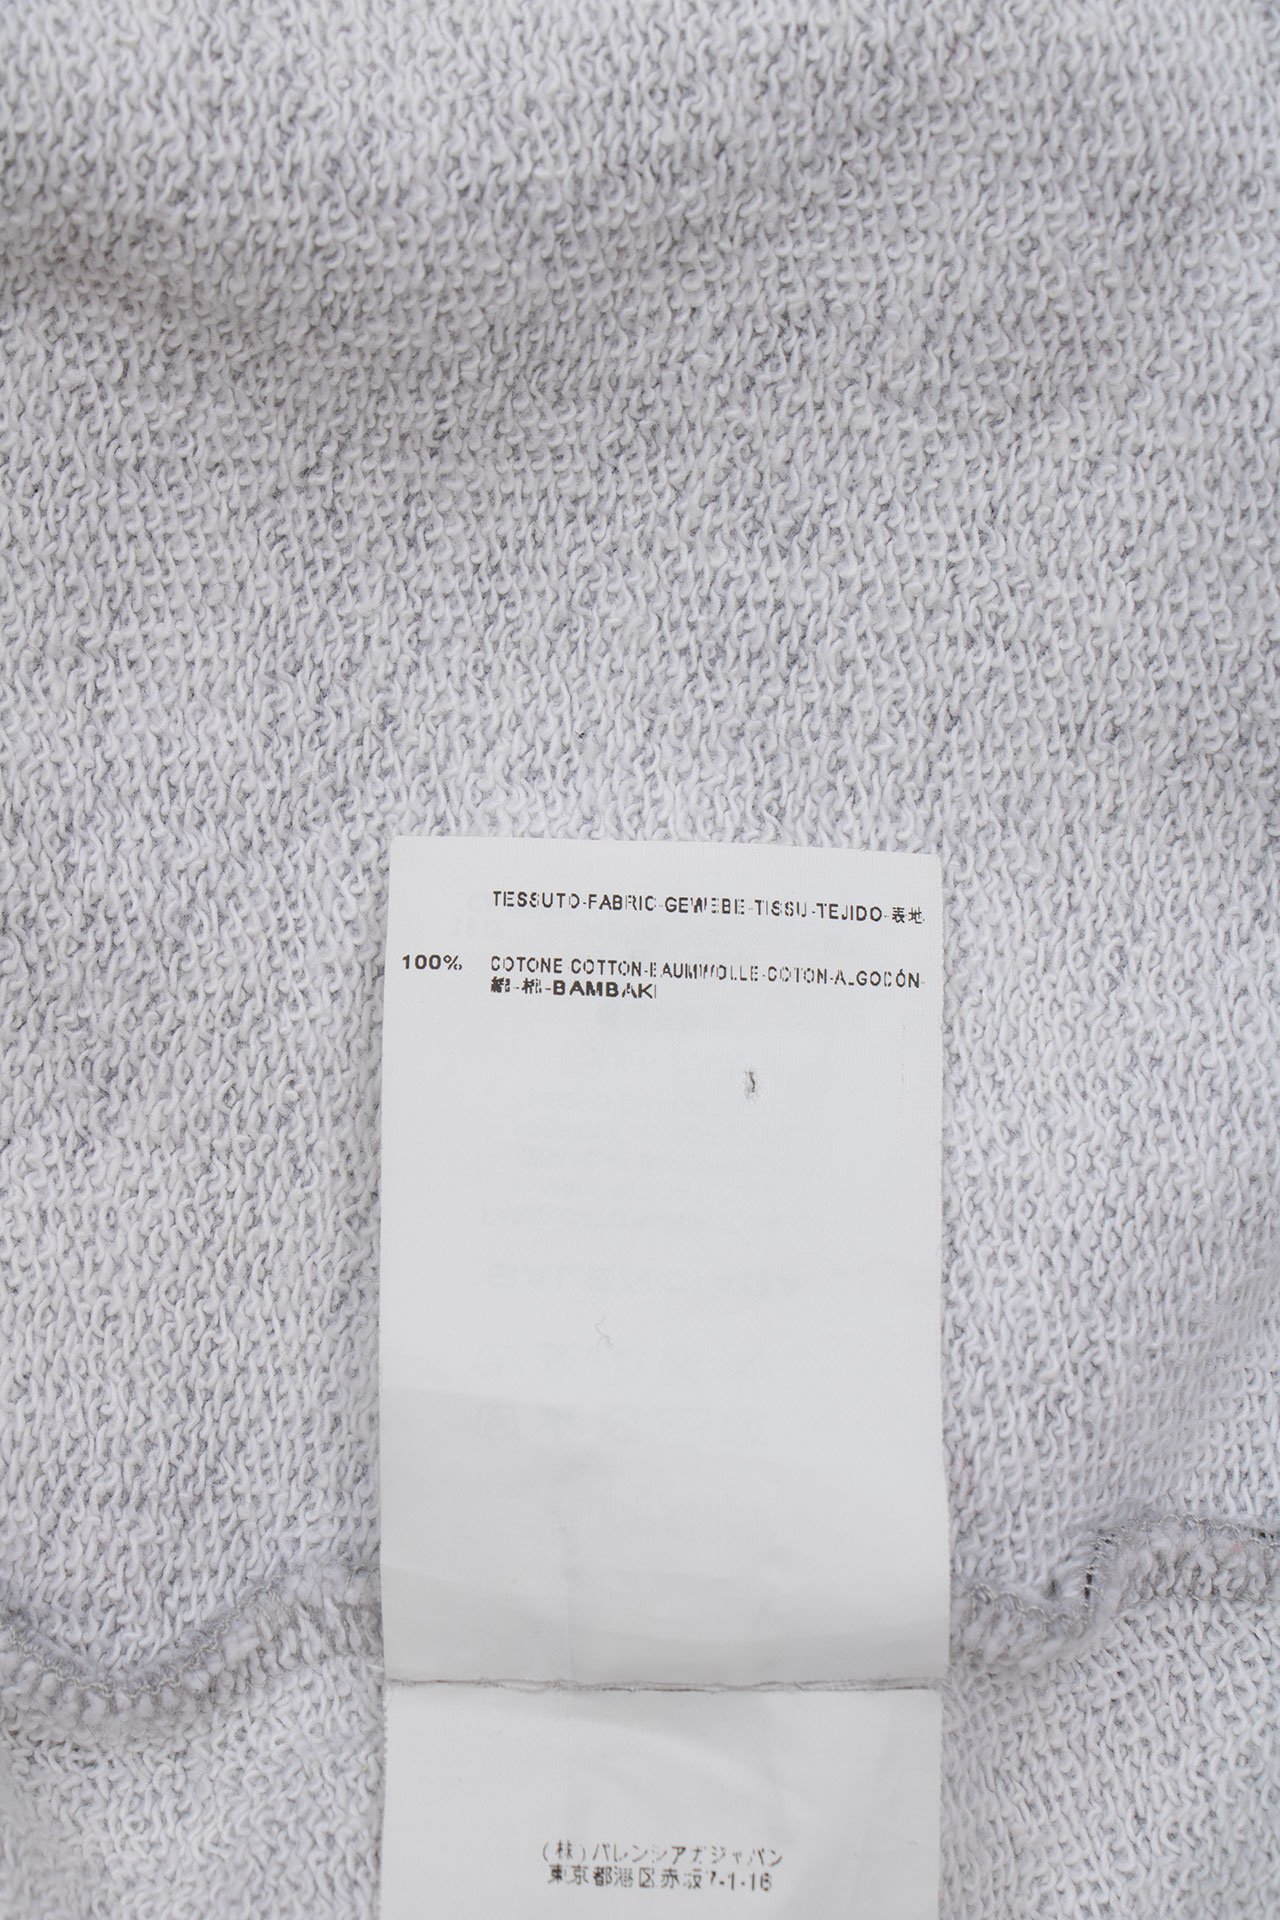 TESSUTO-FABRIC-GEWEBE-TISSU-TEJIDO-表地
100% COTONE-COTTON-BAUMWOLLE-COTON-ALGODÓN-
綿-棉-BAMBAKI
(株)バレンシアガジャパン
東京都港区赤坂7-1-16